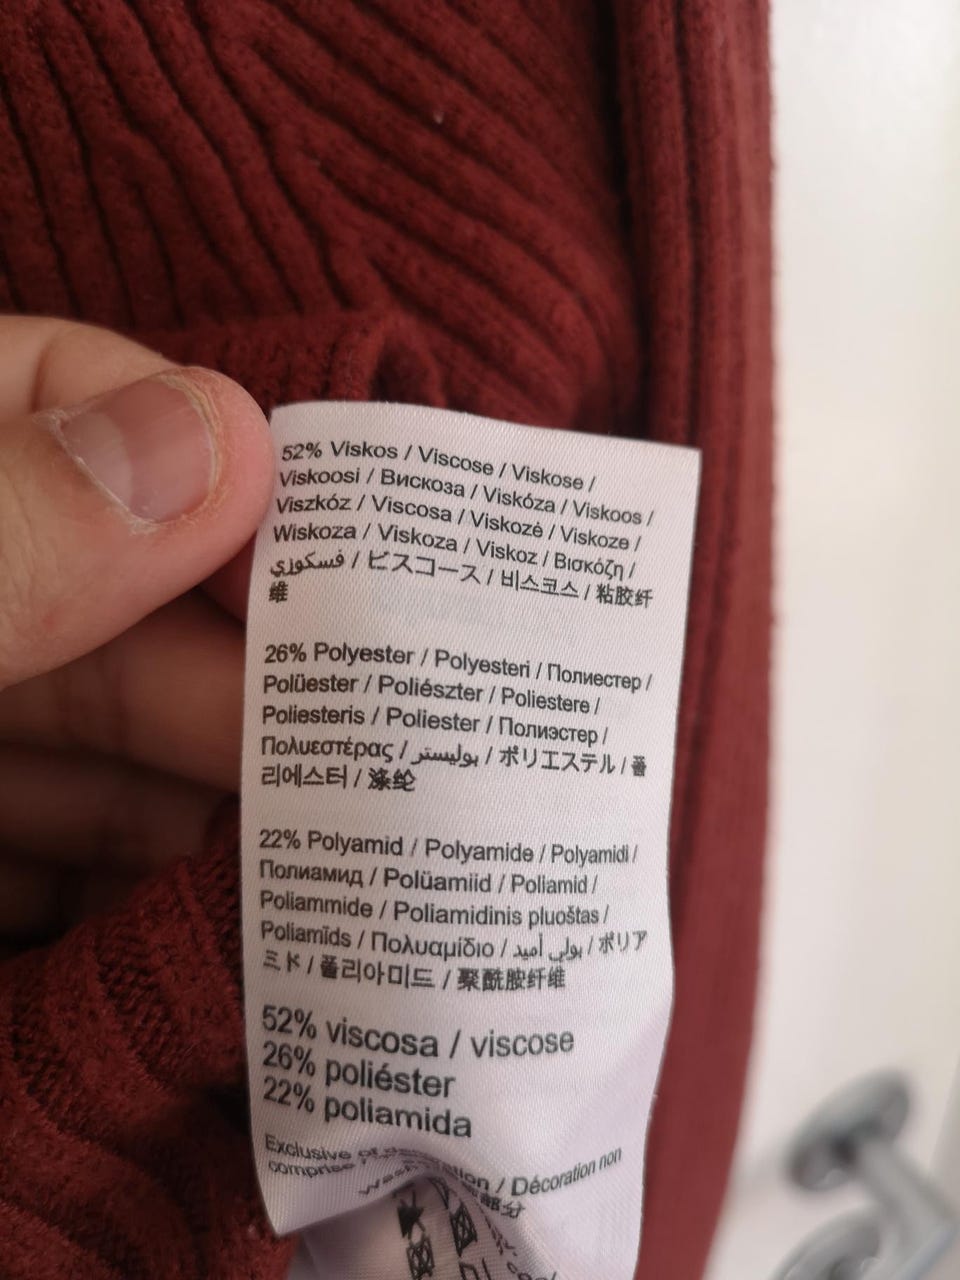 52% Viskos / Viscose / Viskose /
Viskoosi / Вискоза / Viskóza / Viskoos /
Viszkóz / Viscosa / Viskozė / Viskoze /
Wiskoza / Viskoza / Viskoz / Βισκόζη /
فسكوزي / ビスコース / 비스코스 / 粘胶纤
维
26% Polyester / Polyesteri / Полиестер /
Polüester / Poliészter / Poliestere /
Poliesteris / Poliester / Полиэстер /
Πολυεστέρας / بوليستر / ポリエステル / 폴
리에스터 / 涤纶
22% Polyamid / Polyamide / Polyamidi /
Полиамид / Polüamiid / Poliamid /
Poliammide / Poliamidinis pluoštas /
Poliamīds / Πολυαμίδιο / بولي أميد / ポリア
ミド / 폴리아미드 / 聚酰胺纤维
52% viscosa / viscose
26% poliéster
22% poliamida
Exclusive of / Décoration non
comprise